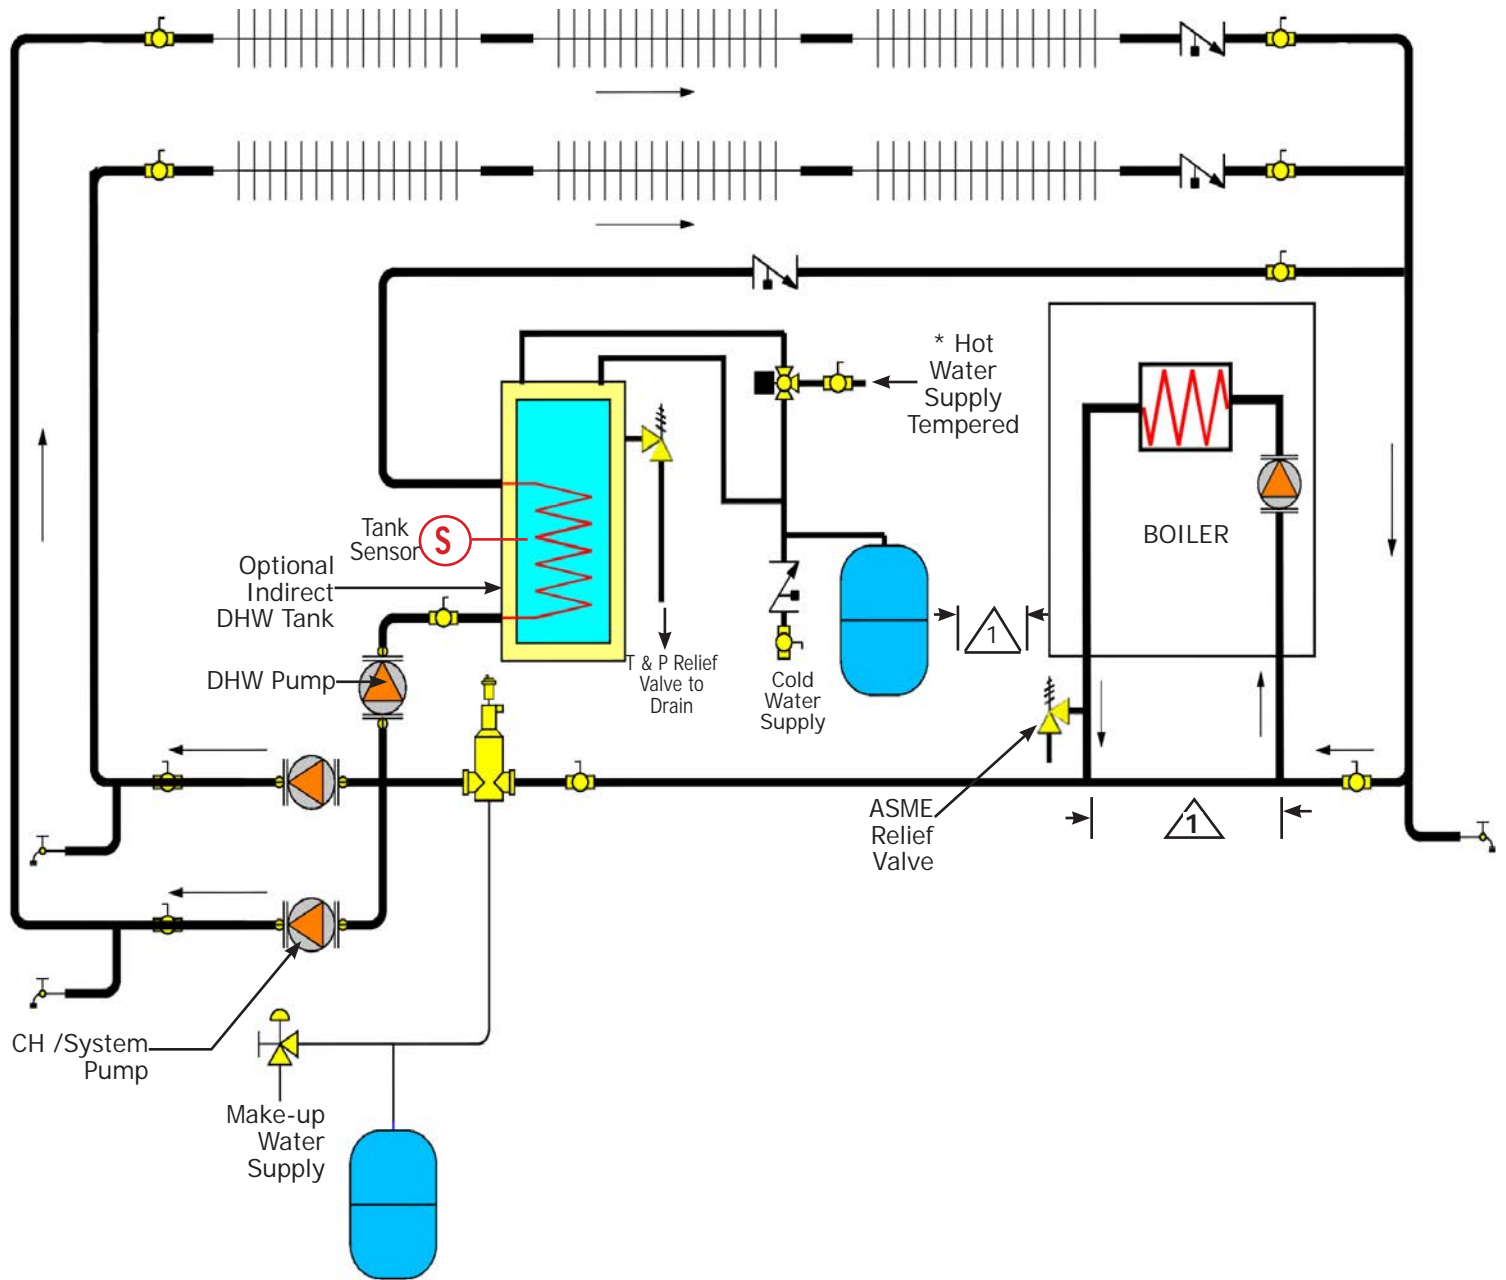 * Hot
Water
Supply
Tempered
BOILER
Tank
Sensor
S
Optional
Indirect
DHW Tank
1
T & P Relief
Valve to
Drain
Cold
Water
Supply
DHW Pump
ASME
Relief
Valve
1
CH /System
Pump
Make-up
Water
Supply